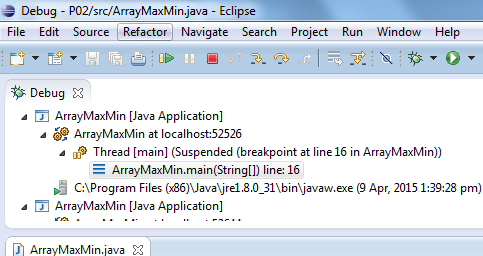 Debug - P02/src/ArrayMaxMin.java - Eclipse
File Edit Source Refactor Navigate Search Project Run Window
Debug
ArrayMaxMin [Java Application]
ArrayMaxMin at localhost:52526
Thread [main] (Suspended (breakpoint at line 16 in ArrayMaxMin))
ArrayMaxMin.main(String[]) line: 16
C:\Program Files (x86)\Java\jre1.8.0_31\bin\javaw.exe (9 Apr, 2015 1:39:28 pm)
ArrayMaxMin [Java Application]
ArrayMaxMin.java